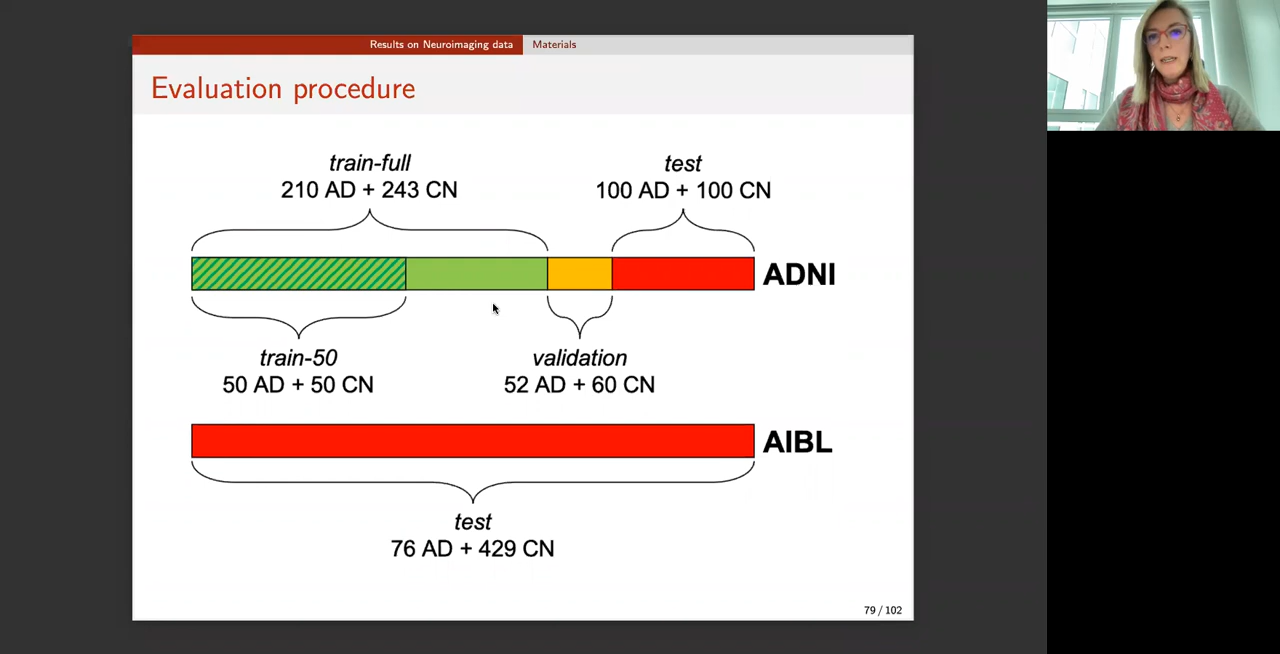 Results on Neuroimaging data Materials
Evaluation procedure
train-full
210 AD + 243 CN
test
100 AD + 100 CN
ADNI
train-50
50 AD + 50 CN
validation
52 AD + 60 CN
AIBL
test
76 AD + 429 CN
79 / 102